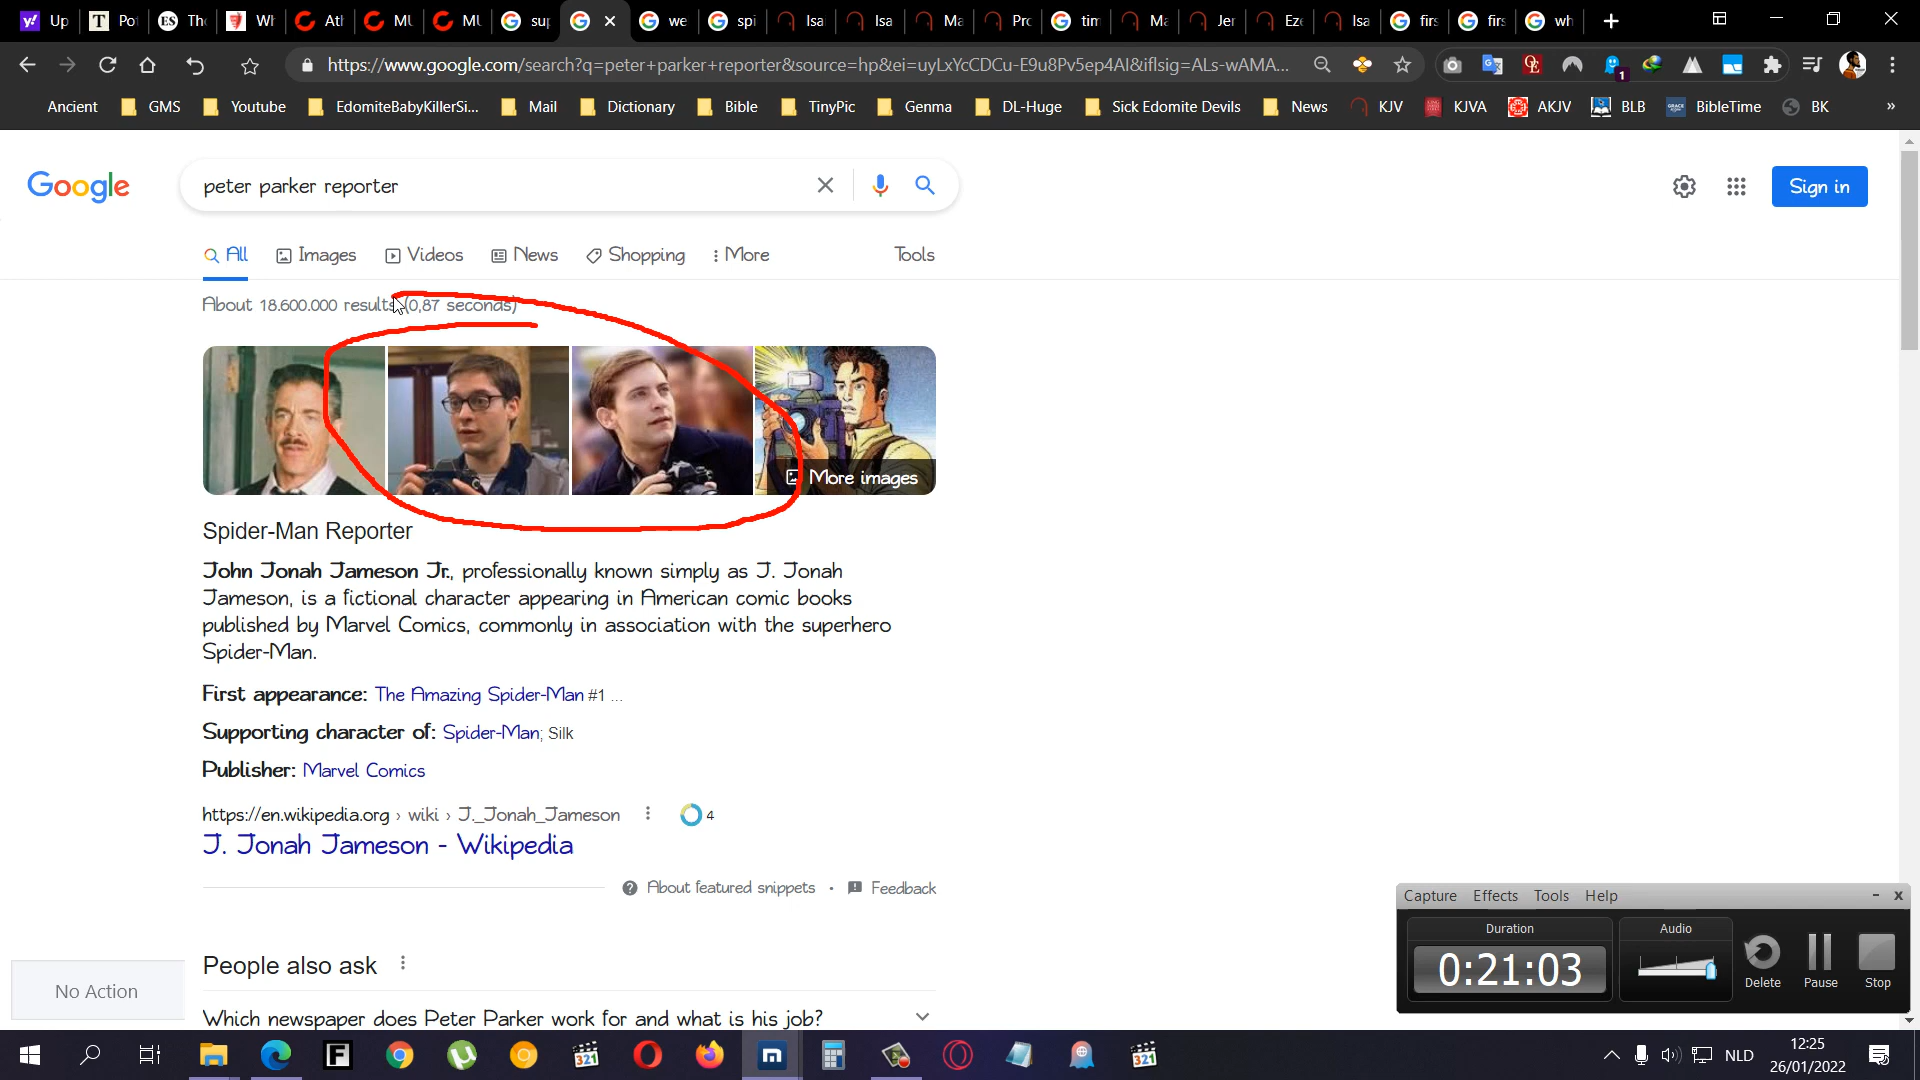 Up
Pot
ES
The
Wh
Ath
MU
MU
sup
we
spi
Isa
Isa
Ma
Pro
tim
Ma
Jer
Eze
Isa
firs
firs
wh
https://www.google.com/search?q=peter+parker+reporter&source=hp&ei=uyLxYcCDCu-E9u8Pv5ep4AI&iflsig=ALs-wAMA...
Ancient GMS Youtube EdomiteBabyKillerSi... Mail Dictionary Bible TinyPic Genma DL-Huge Sick Edomite Devils News KJV KJVA AKJV BLB BibleTime BK »
Google
peter parker reporter
Sign in
All Images Videos News Shopping More Tools
About 18.600.000 results (0,87 seconds)
More images
Spider-Man Reporter
John Jonah Jameson Jr., professionally known simply as J. Jonah
Jameson, is a fictional character appearing in American comic books
published by Marvel Comics, commonly in association with the superhero
Spider-Man.
First appearance: The Amazing Spider-Man #1 ...
Supporting character of: Spider-Man; Silk
Publisher: Marvel Comics
https://en.wikipedia.org › wiki › J._Jonah_Jameson 4
J. Jonah Jameson - Wikipedia
About featured snippets • Feedback
People also ask
Which newspaper does Peter Parker work for and what is his job?
No Action
Capture Effects Tools Help
Duration
0:21:03
Audio
Delete
Pause
Stop
NLD
12:25
26/01/2022